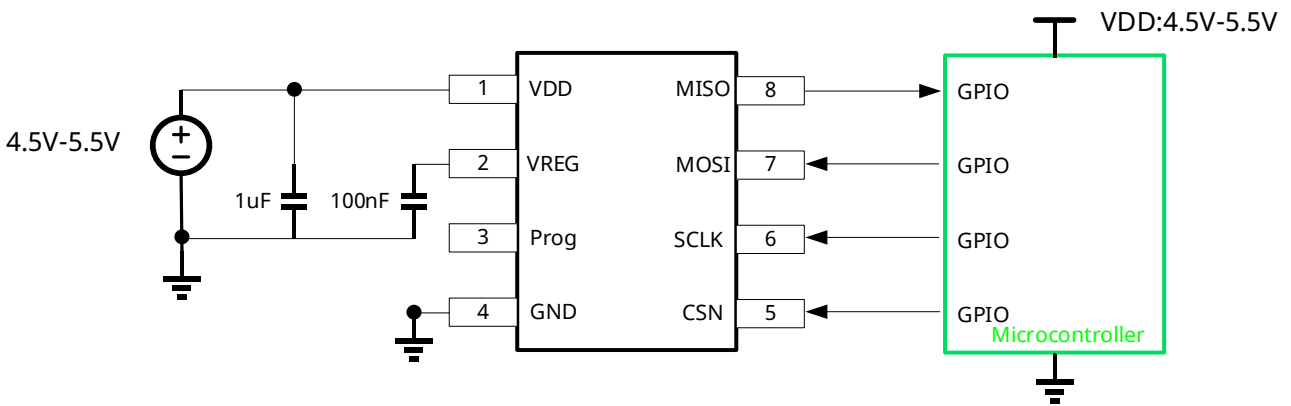 VDD:4.5V-5.5V
1 VDD MISO 8 GPIO
4.5V-5.5V
2 VREG MOSI 7 GPIO
1uF 100nF
3 Prog SCLK 6 GPIO
4 GND CSN 5 GPIO
Microcontroller